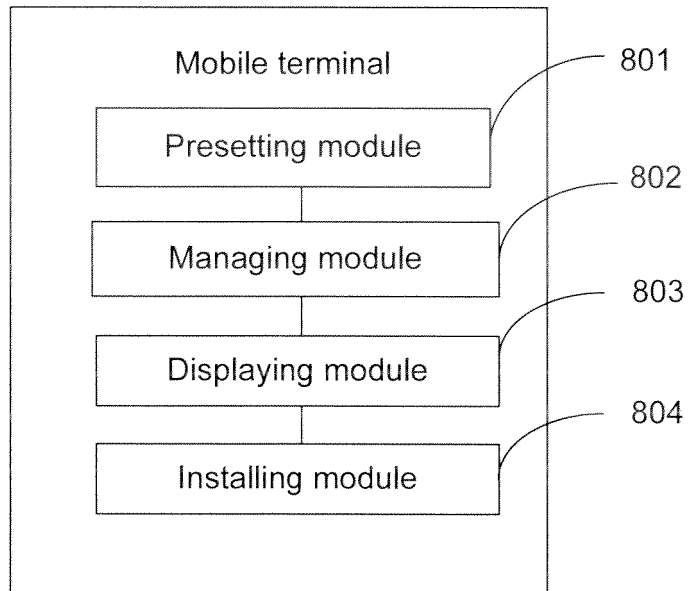 Mobile terminal
801
Presetting module
802
Managing module
803
Displaying module
804
Installing module